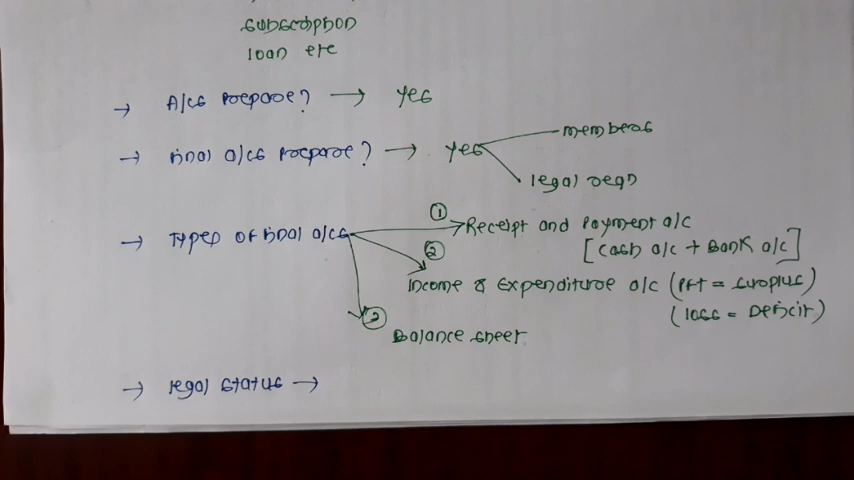 subscription
loan etc
→ A/cs prepare? → yes
→ final a/cs prepare? → yes members
legal reqn
→ Types of final a/cs ① Receipt and payment a/c
[cash a/c + Bank a/c]
② Income & Expenditure a/c (pft = surplus)
(loss = Deficit)
③ Balance sheet
→ legal status →